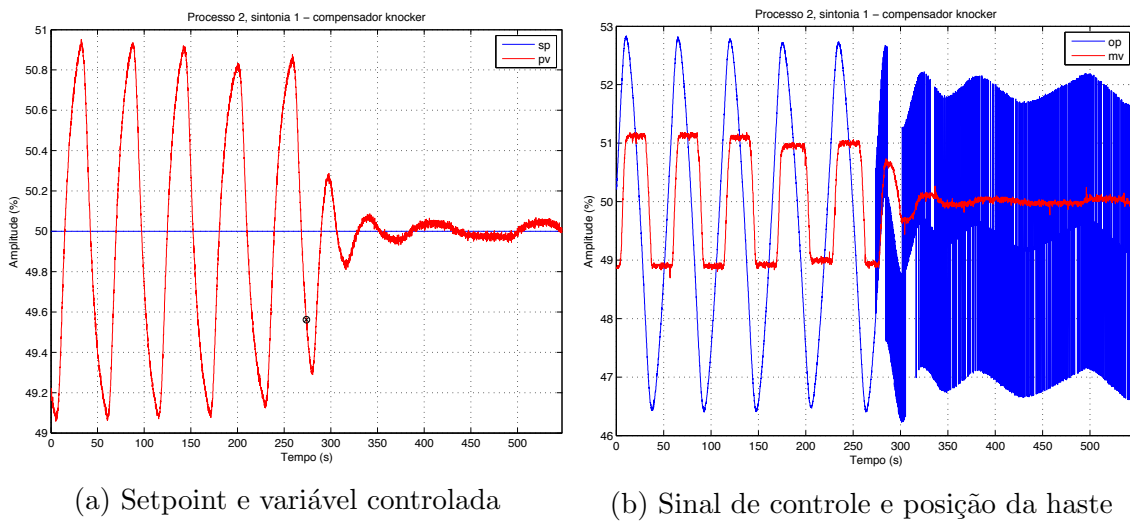 Processo 2, sintonia 1 – compensador knocker
51
50.8
50.6
50.4
50.2
50
49.8
49.6
49.4
49.2
49
Amplitude (%)
0 50 100 150 200 250 300 350 400 450 500
Tempo (s)
sp
pv
(a) Setpoint e variável controlada
Processo 2, sintonia 1 – compensador knocker
53
52
51
50
49
48
47
46
Amplitude (%)
0 50 100 150 200 250 300 350 400 450 500
Tempo (s)
op
mv
(b) Sinal de controle e posição da haste